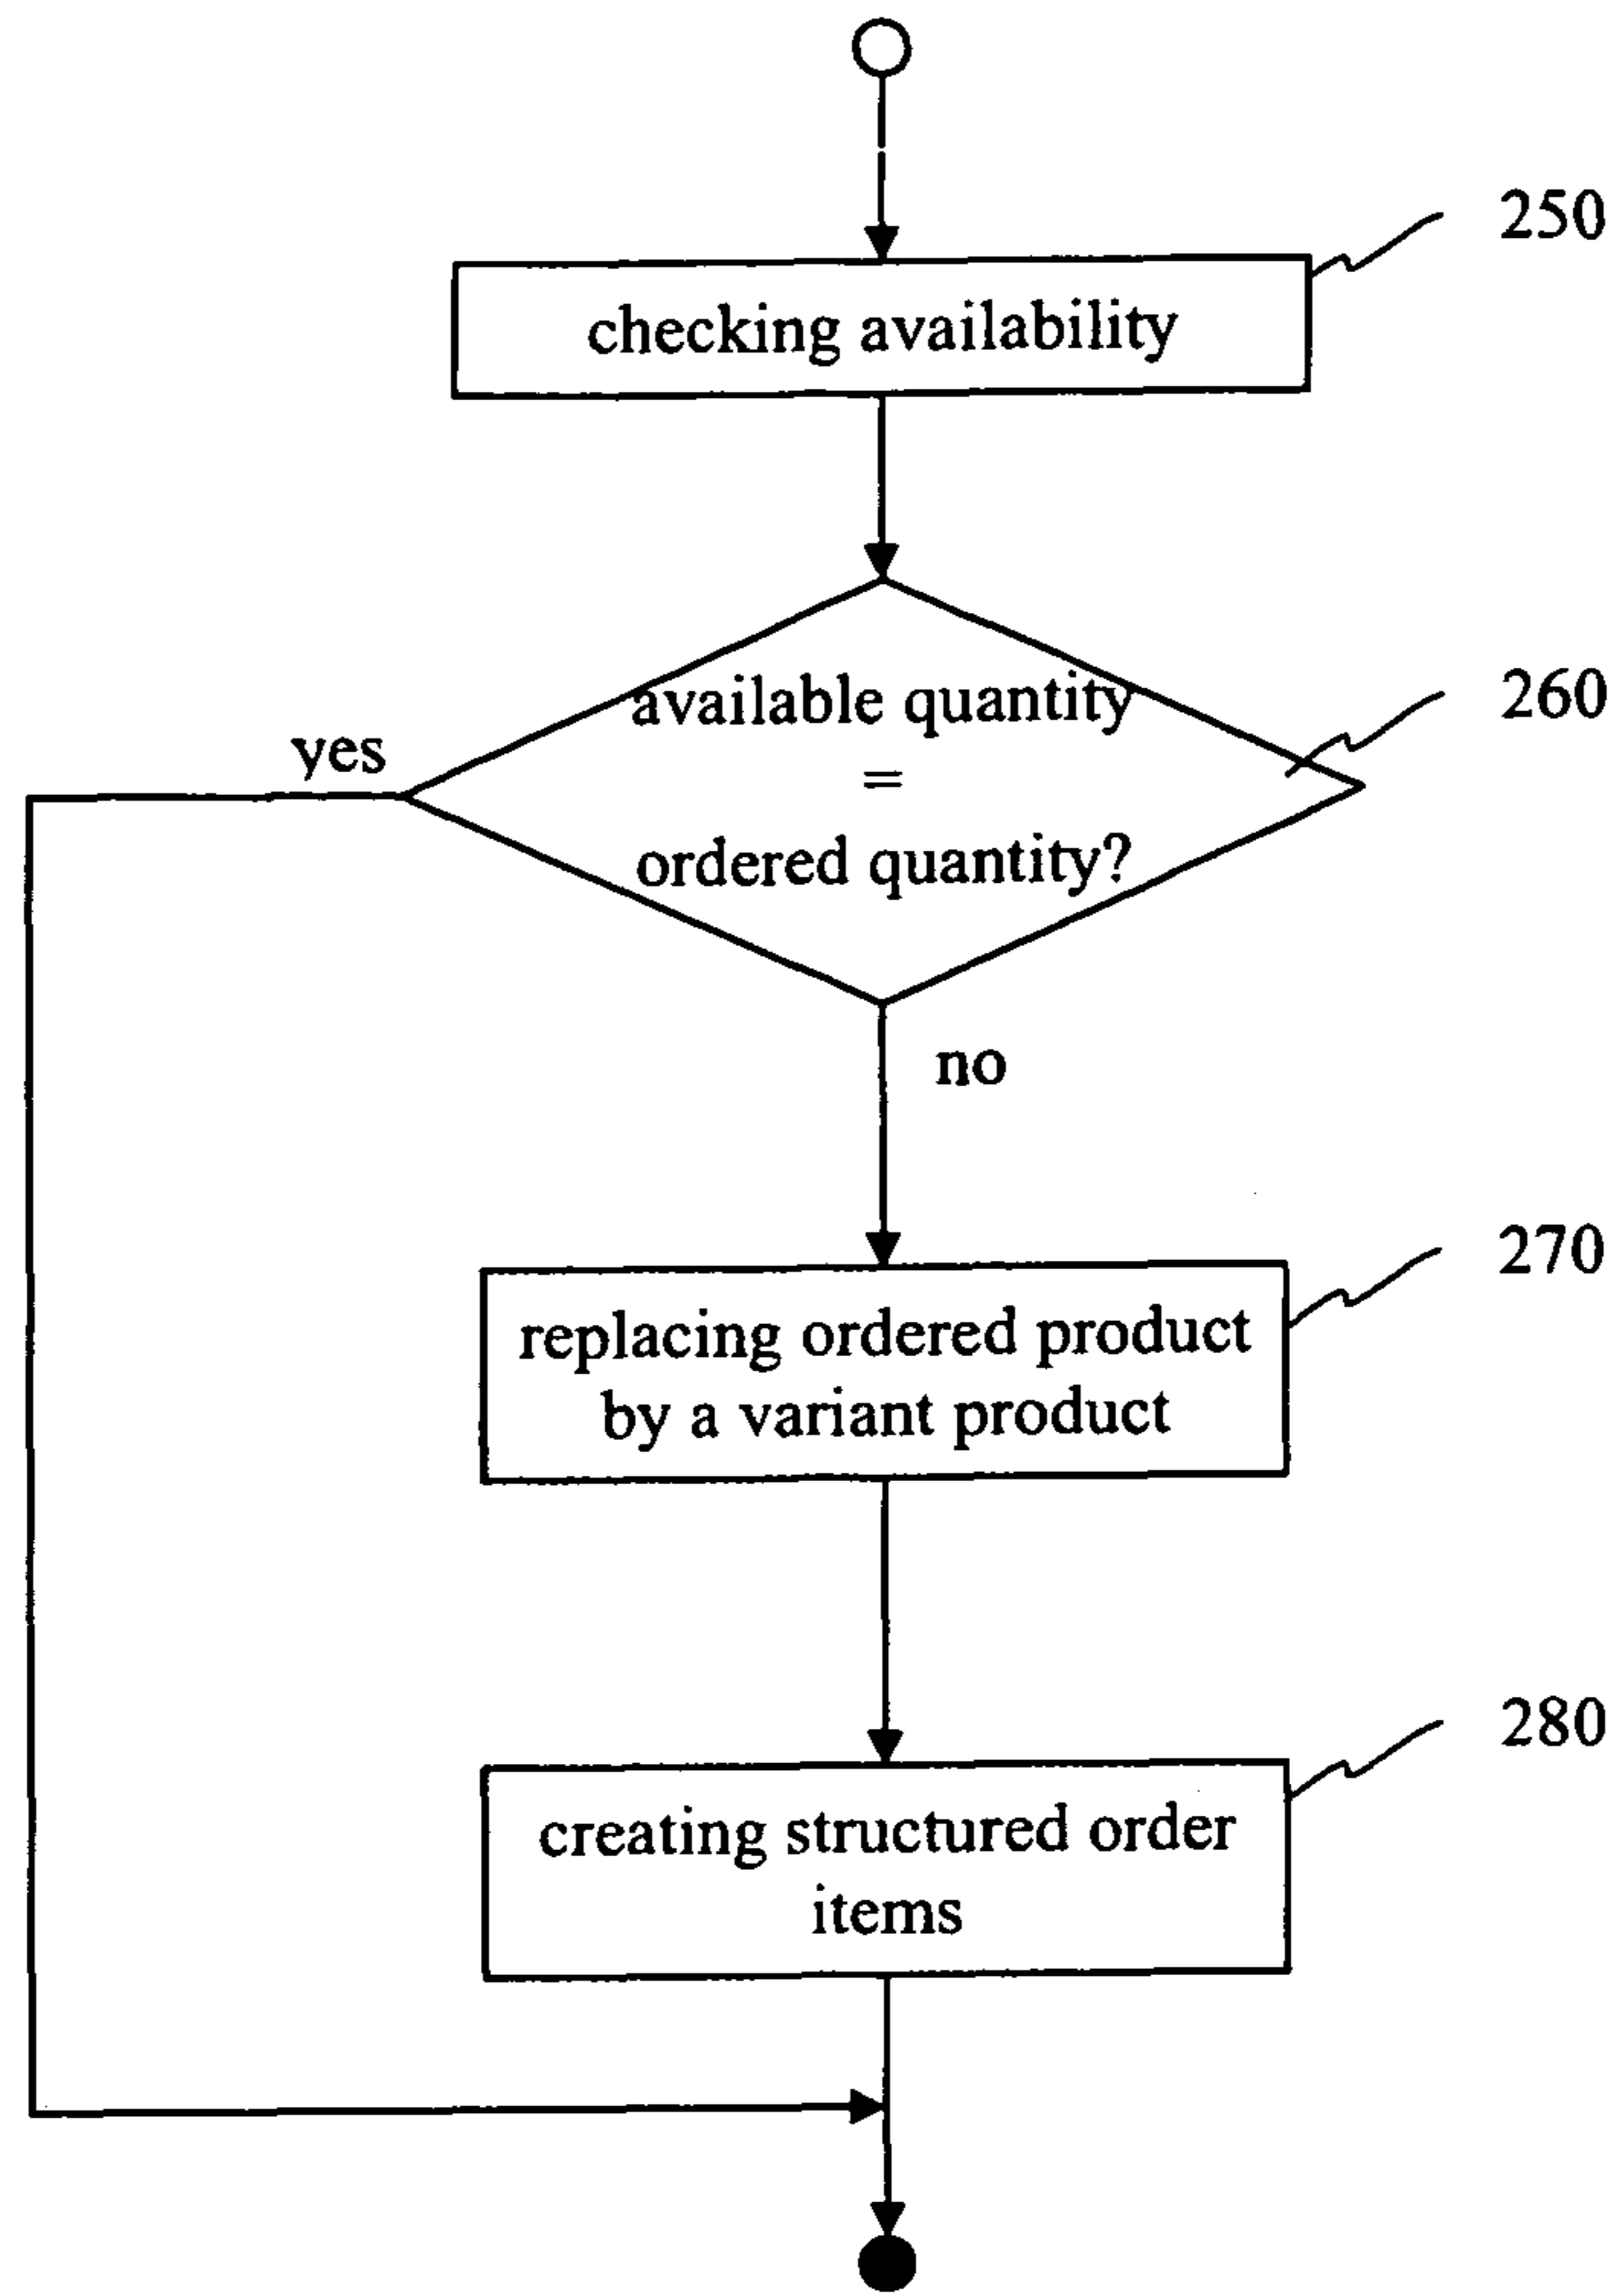 250
checking availability
available quantity
260
yes
=
ordered quantity?
no
270
replacing ordered product
by a variant product
280
creating structured order
items